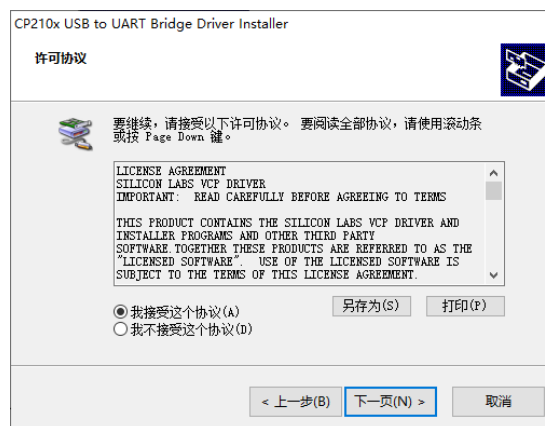 CP210x USB to UART Bridge Driver Installer
许可协议
要继续，请接受以下许可协议。 要阅读全部协议，请使用滚动条
或按 Page Down 键。
LICENSE AGREEMENT
SILICON LABS VCP DRIVER
IMPORTANT:  READ CAREFULLY BEFORE AGREEING TO TERMS
THIS PRODUCT CONTAINS THE SILICON LABS VCP DRIVER AND
INSTALLER PROGRAMS AND OTHER THIRD PARTY
SOFTWARE.TOGETHER THESE PRODUCTS ARE REFERRED TO AS THE
"LICENSED SOFTWARE".  USE OF THE LICENSED SOFTWARE IS
SUBJECT TO THE TERMS OF THIS LICENSE AGREEMENT.
我接受这个协议(A) 另存为(S) 打印(P)
我不接受这个协议(D)
< 上一步(B) 下一页(N) > 取消